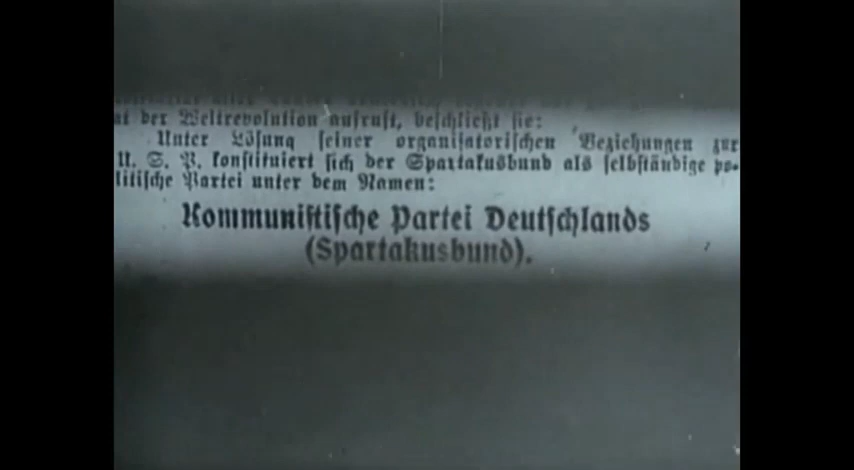 at der Weltrevolution aufruft, beschließt sie:
Unter Lösung seiner organisatorischen Beziehungen zur
U. S. P. konstituiert sich der Spartakusbund als selbständige po-
litische Partei unter dem Namen:
Kommunistische Partei Deutschlands
(Spartakusbund).